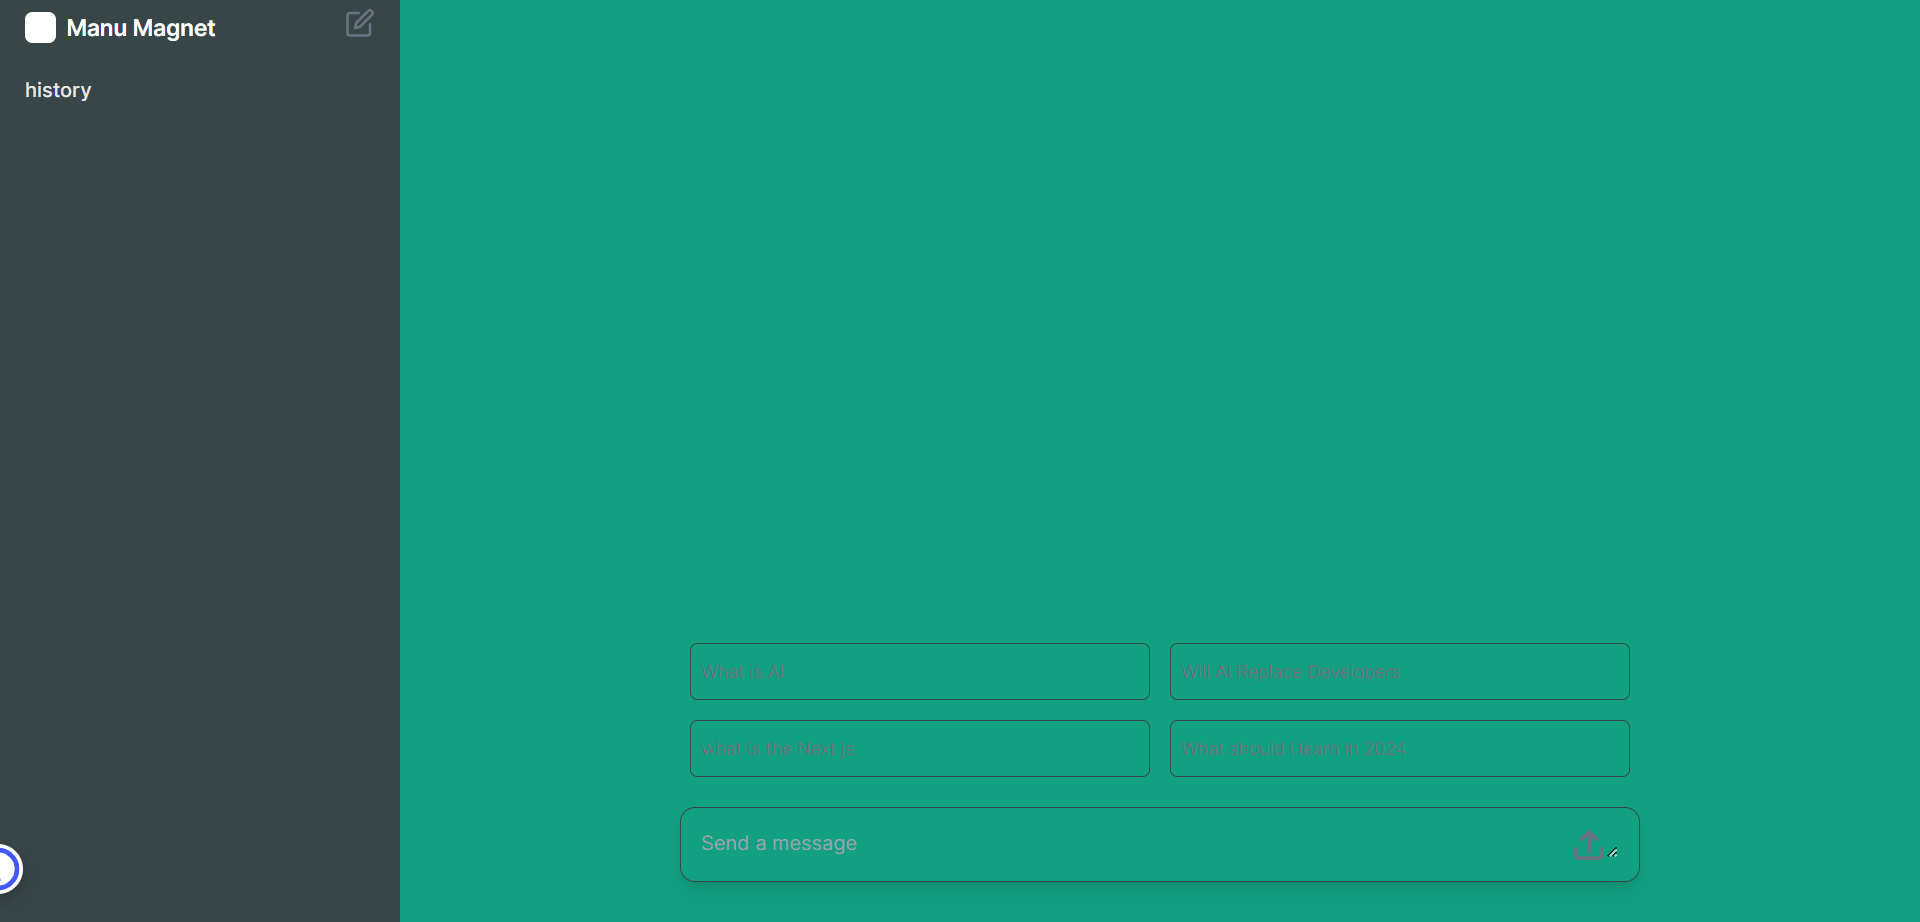 Manu Magnet
history
What is AI
Will AI Replace Developers
what is the Next js
What should I learn in 2024
Send a message